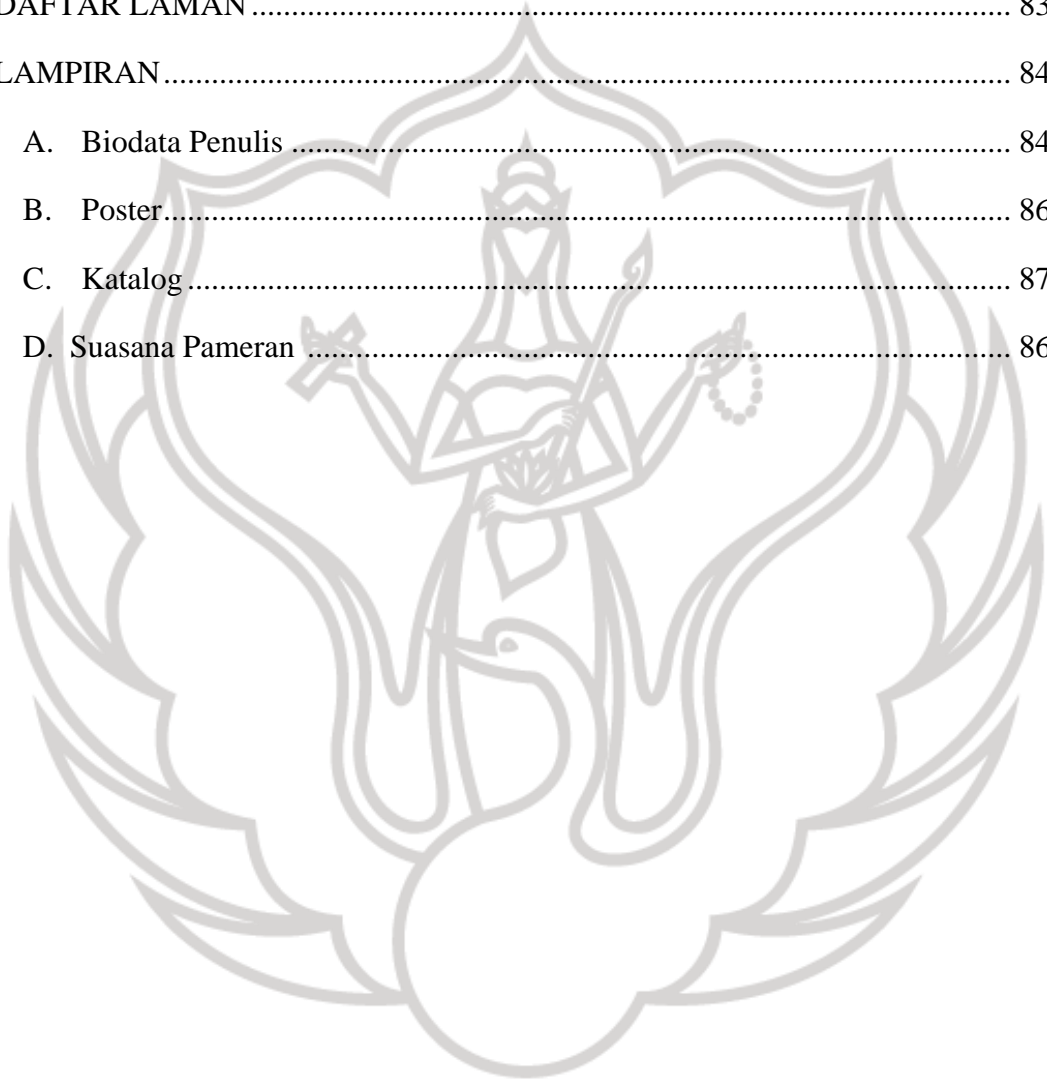 DAFTAR LAMAN.................................................................................................. 83
LAMPIRAN............................................................................................................. 84
A. Biodata Penulis ............................................................................................ 84
B. Poster............................................................................................................. 86
C. Katalog.......................................................................................................... 87
D. Suasana Pameran .......................................................................................... 86